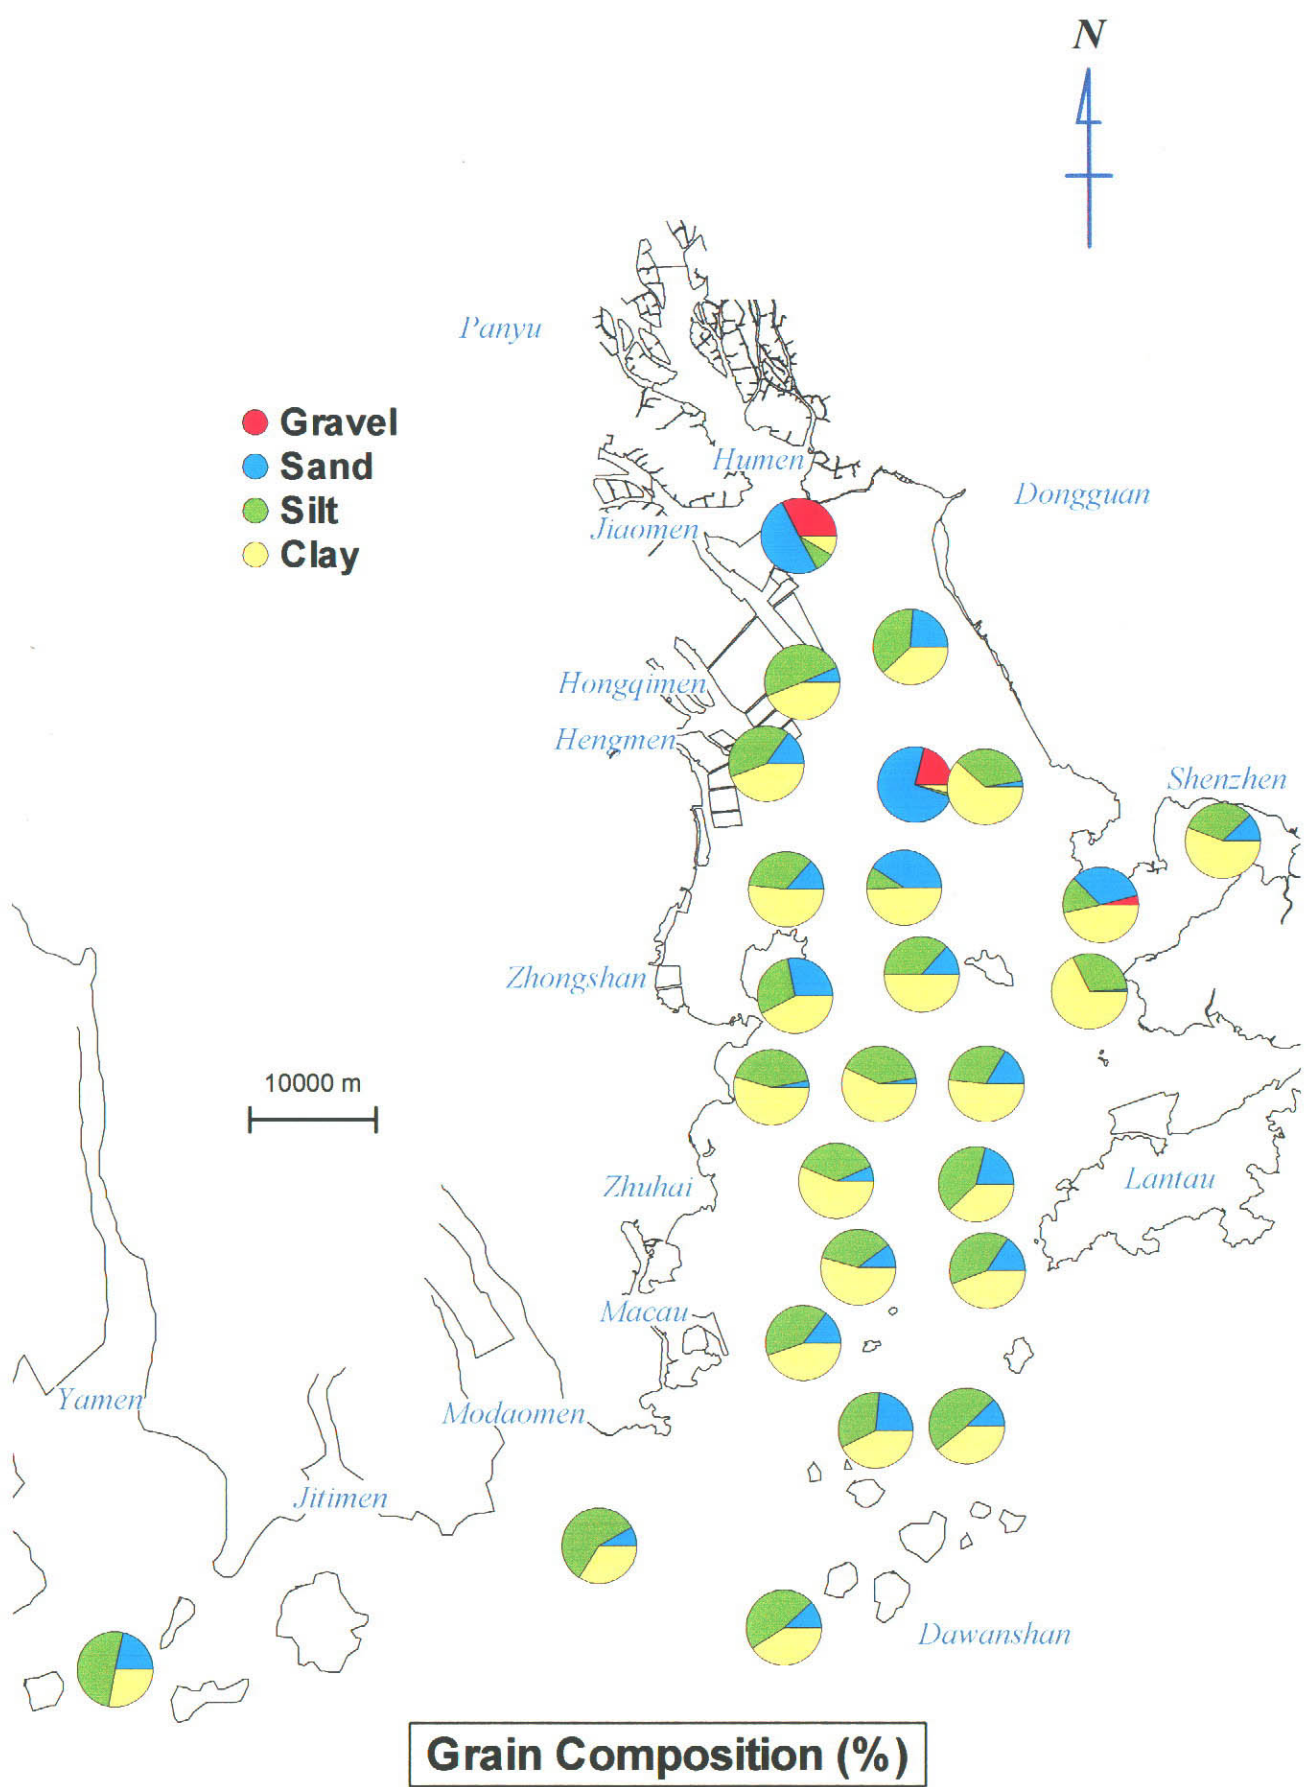 N
Panyu
Gravel
Sand
Silt
Clay
Humen
Dongguan
Jiaomen
Hongqimen
Hengmen
Shenzhen
Zhongshan
10000 m
Zhuhai
Lantau
Macau
Yamen
Modaomen
Jitimen
Dawanshan
Grain Composition (%)